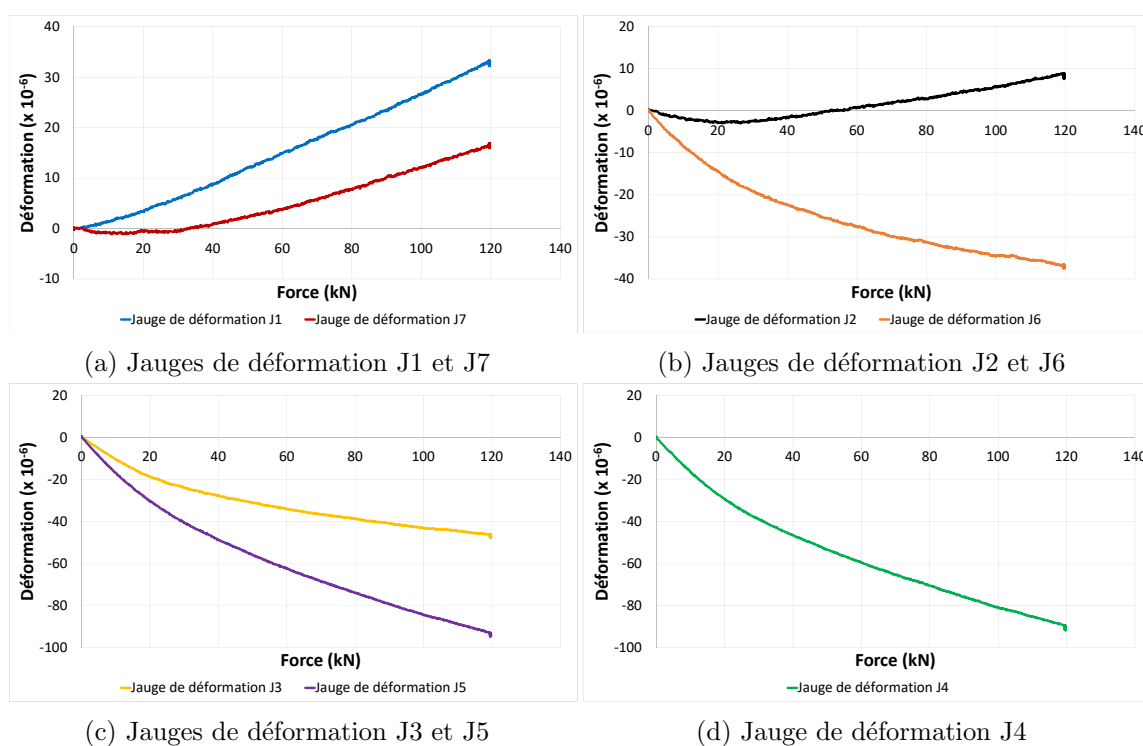 40
30
20
10
0
-10
0 20 40 60 80 100 120 140
Déformation (x 10⁻⁶)
Force (kN)
Jauge de déformation J1 Jauge de déformation J7
(a) Jauges de déformation J1 et J7
20
10
0
-10
-20
-30
-40
0 20 40 60 80 100 120 140
Déformation (x 10⁻⁶)
Force (kN)
Jauge de déformation J2 Jauge de déformation J6
(b) Jauges de déformation J2 et J6
20
0
-20
-40
-60
-80
-100
0 20 40 60 80 100 120 140
Déformation (x 10⁻⁶)
Force (kN)
Jauge de déformation J3 Jauge de déformation J5
(c) Jauges de déformation J3 et J5
20
0
-20
-40
-60
-80
-100
0 20 40 60 80 100 120 140
Déformation (x 10⁻⁶)
Force (kN)
Jauge de déformation J4
(d) Jauge de déformation J4